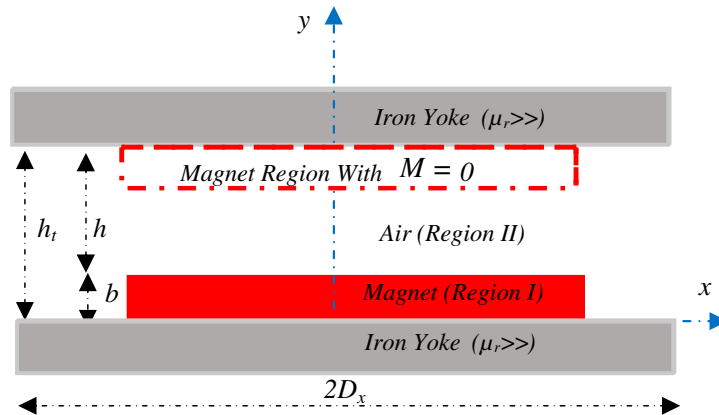 y
Iron Yoke (μr>>)
Magnet Region With M = 0
ht
h
Air (Region II)
b
Magnet (Region I)
x
Iron Yoke (μr>>)
2Dx